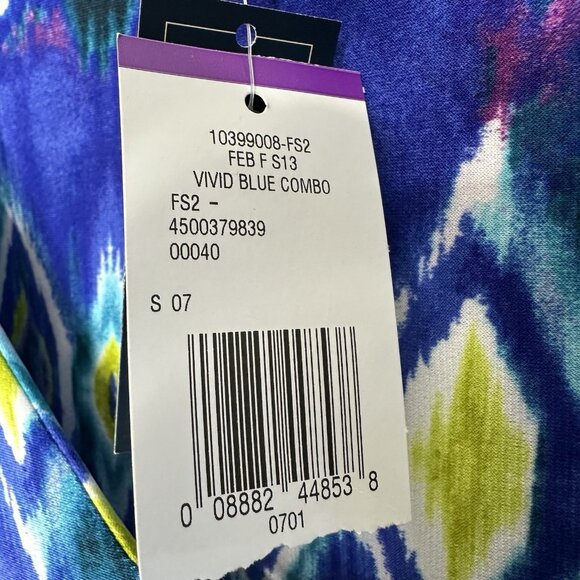 10399008-FS2
FEB F S13
VIVID BLUE COMBO
FS2 -
4500379839
00040
S 07
0 08882 44853 8
0701